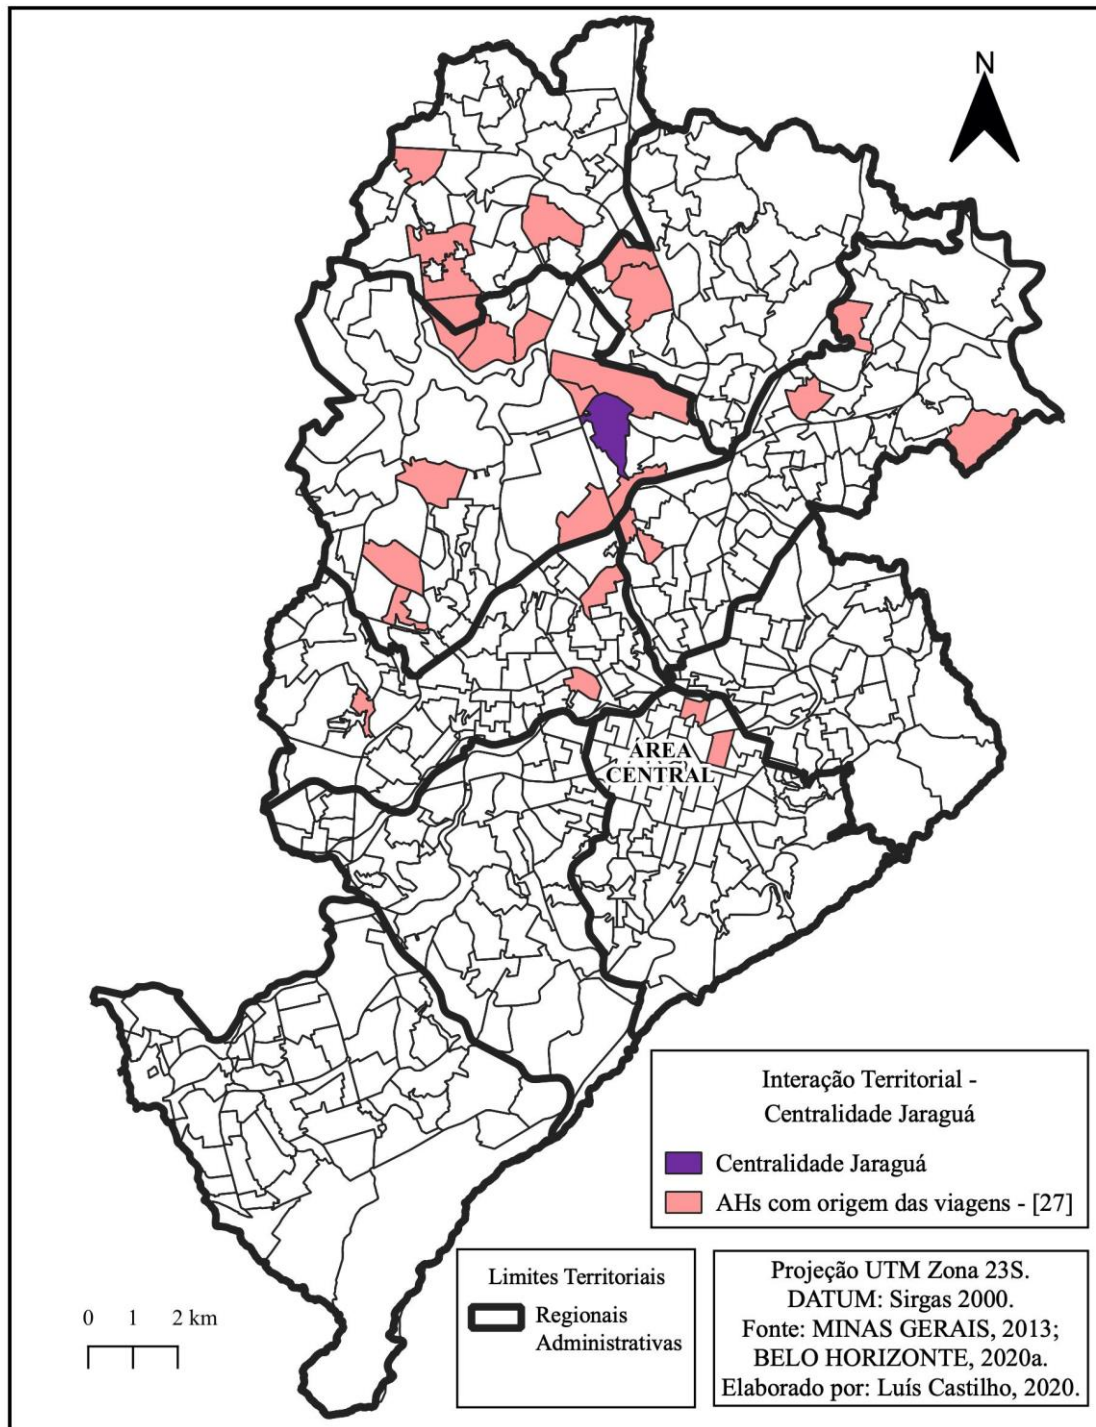 N
ÁREA
CENTRAL
Interação Territorial -
Centralidade Jaraguá
Centralidade Jaraguá
AHs com origem das viagens - [27]
Limites Territoriais
Regionais
Administrativas
Projeção UTM Zona 23S.
DATUM: Sirgas 2000.
Fonte: MINAS GERAIS, 2013;
BELO HORIZONTE, 2020a.
Elaborado por: Luís Castilho, 2020.
0 1 2 km